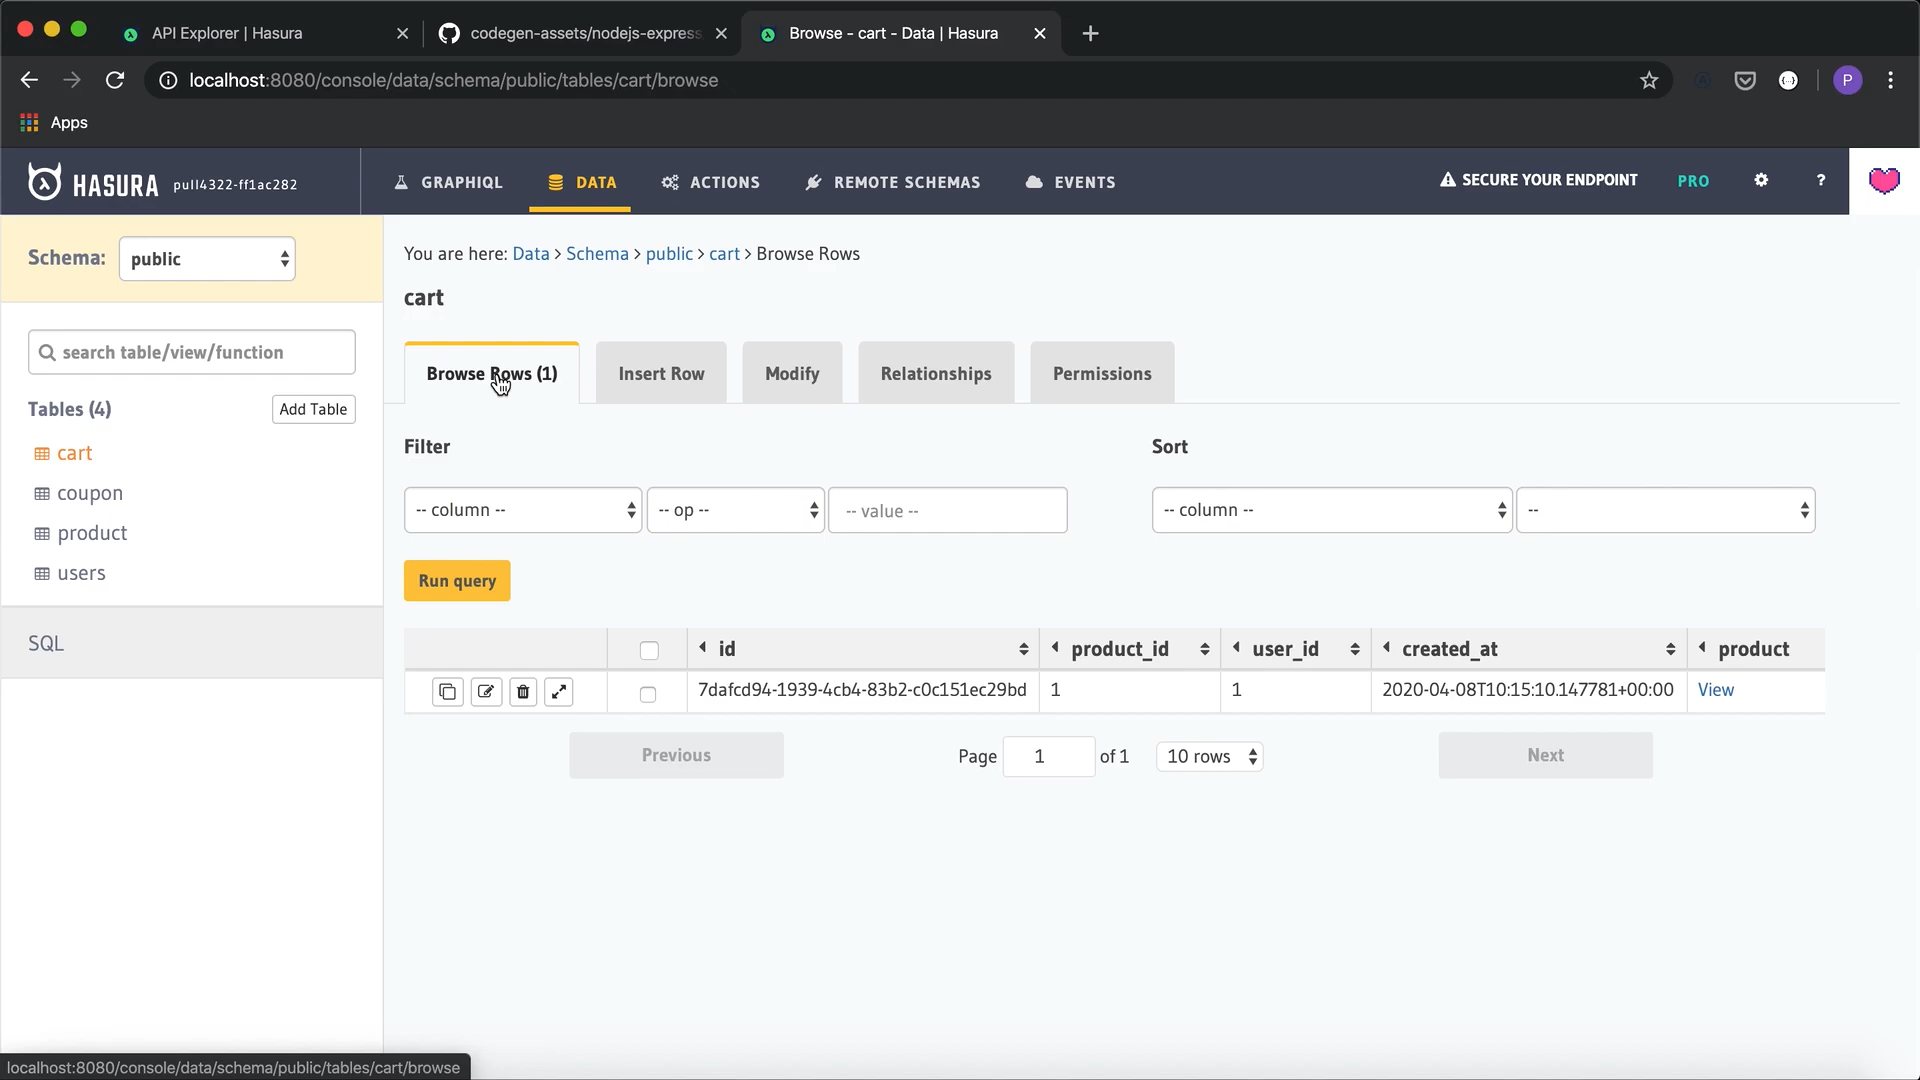 API Explorer | Hasura
codegen-assets/nodejs-express
Browse - cart - Data | Hasura
localhost:8080/console/data/schema/public/tables/cart/browse
P
Apps
HASURA pull4322-ff1ac282
GRAPHIQL
DATA
ACTIONS
REMOTE SCHEMAS
EVENTS
SECURE YOUR ENDPOINT
PRO
?
Schema: public
You are here: Data > Schema > public > cart > Browse Rows
cart
search table/view/function
Browse Rows (1)
Insert Row
Modify
Relationships
Permissions
Tables (4)
Add Table
cart
coupon
product
users
SQL
Filter
Sort
-- column --
-- op --
-- value --
-- column --
--
Run query
id product_id user_id created_at product
7dafcd94-1939-4cb4-83b2-c0c151ec29bd 1 1 2020-04-08T10:15:10.147781+00:00 View
Previous
Page 1 of 1
10 rows
Next
localhost:8080/console/data/schema/public/tables/cart/browse